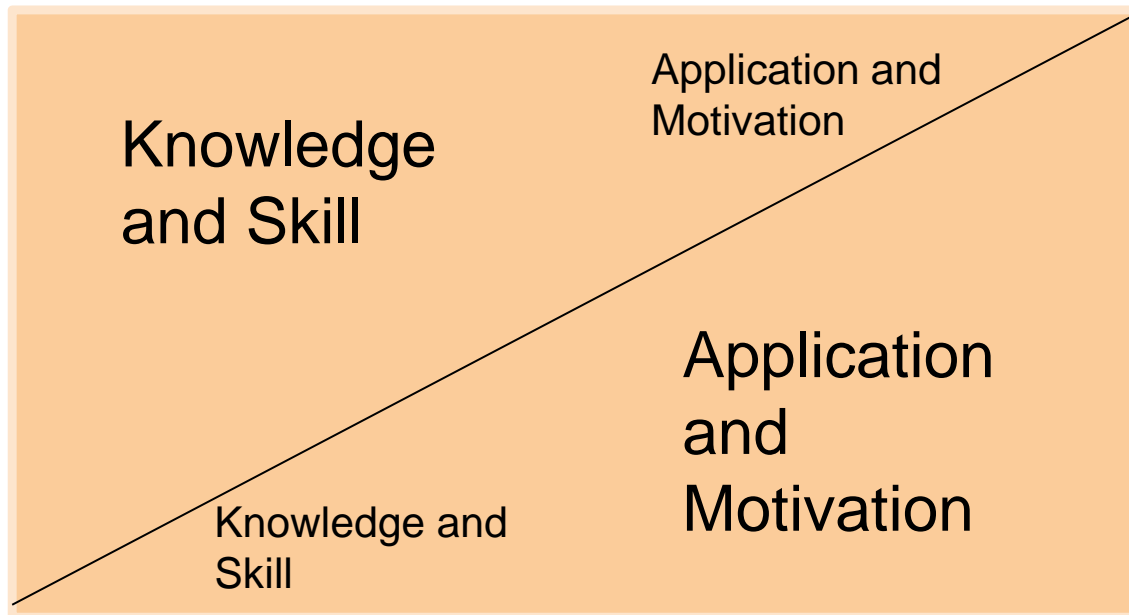 Application and
Motivation
Knowledge
and Skill
Application
and
Motivation
Knowledge and
Skill